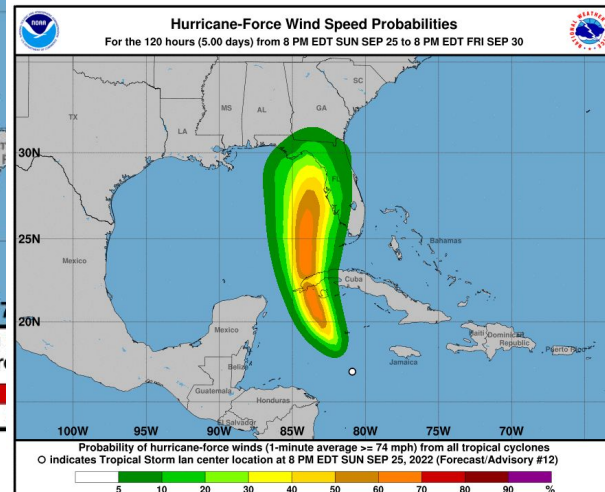 NOAA
Hurricane-Force Wind Speed Probabilities
For the 120 hours (5.00 days) from 8 PM EDT SUN SEP 25 to 8 PM EDT FRI SEP 30
NATIONAL WEATHER
SC
MS AL GA
TX
LA
30N
25N
Bahamas
Mexico
Cuba
20N
Mexico
Haiti Dominican
Republic
Puerto Rico
Jamaica
Belize
Guatemala
Honduras
El Salvador
100W 95W 90W 85W 80W 75W 70W
Probability of hurricane-force winds (1-minute average >= 74 mph) from all tropical cyclones
O indicates Tropical Storm Ian center location at 8 PM EDT SUN SEP 25, 2022 (Forecast/Advisory #12)
5 10 20 30 40 50 60 70 80 90 %